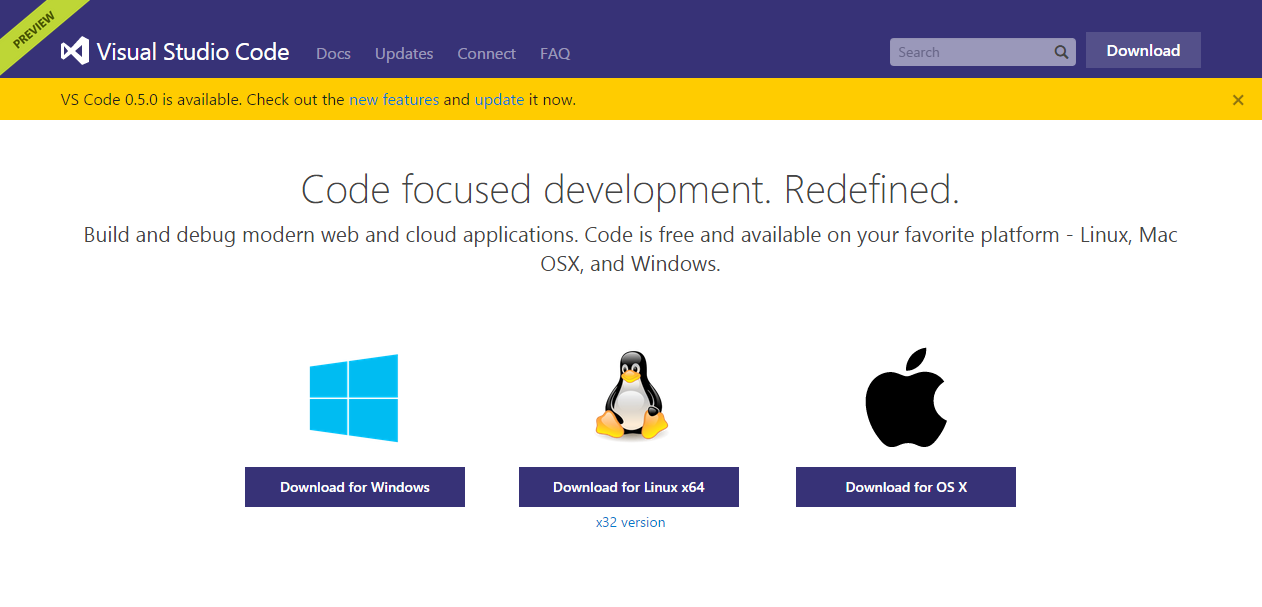 PREVIEW
Visual Studio Code Docs Updates Connect FAQ Search Download
VS Code 0.5.0 is available. Check out the new features and update it now.
Code focused development. Redefined.
Build and debug modern web and cloud applications. Code is free and available on your favorite platform - Linux, Mac
OSX, and Windows.
Download for Windows Download for Linux x64 Download for OS X
x32 version